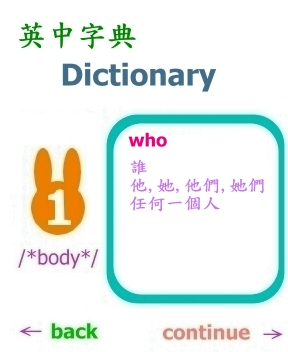 英中字典
Dictionary
who
誰
他,她,他們,她們
任何一個人
1
/*body*/
← back
continue →